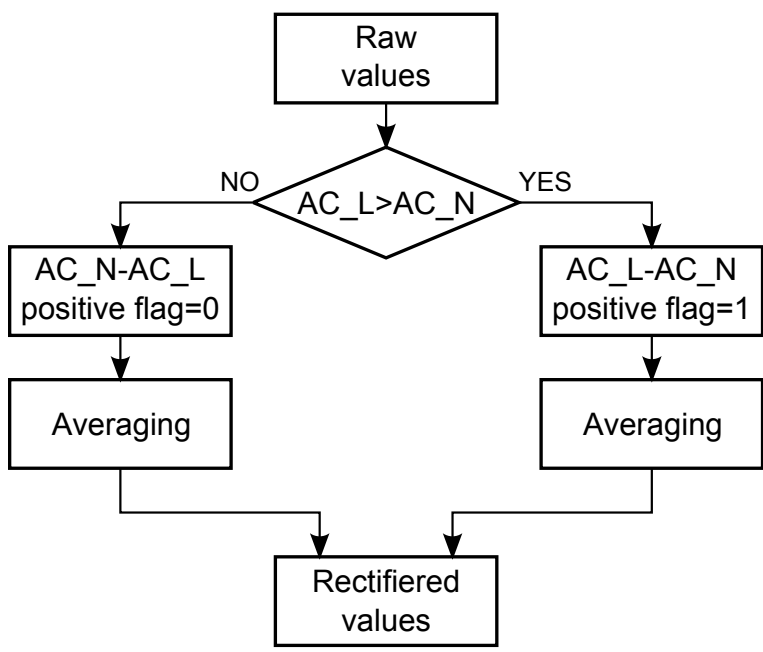 Raw
values
NO
AC_L>AC_N
YES
AC_N-AC_L
positive flag=0
AC_L-AC_N
positive flag=1
Averaging
Averaging
Rectifiered
values